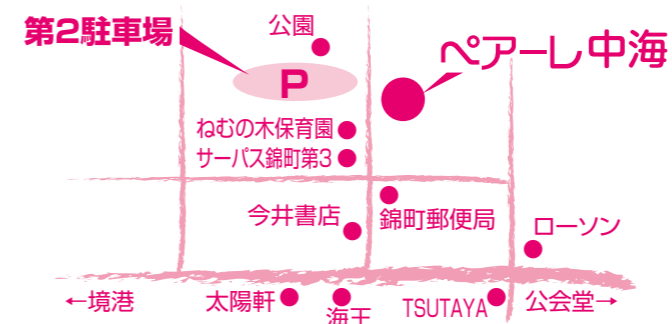 第2駐車場
公園
ペアーレ中海
P
ねむの木保育園
サーパス錦町第3
今井書店
錦町郵便局
ローソン
←境港
太陽軒
海王
TSUTAYA
公会堂→